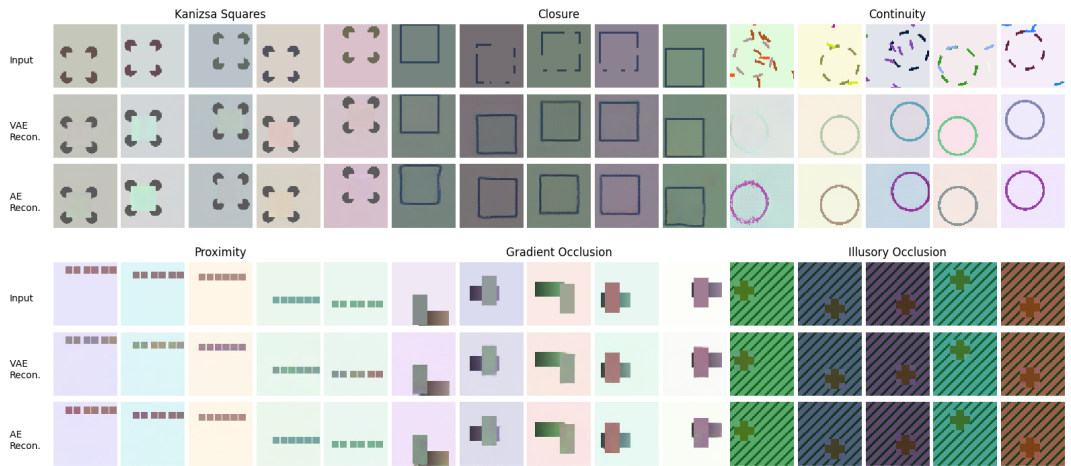 Kanizsa Squares
Closure
Continuity
Input
VAE
Recon.
AE
Recon.
Proximity
Gradient Occlusion
Illusory Occlusion
Input
VAE
Recon.
AE
Recon.